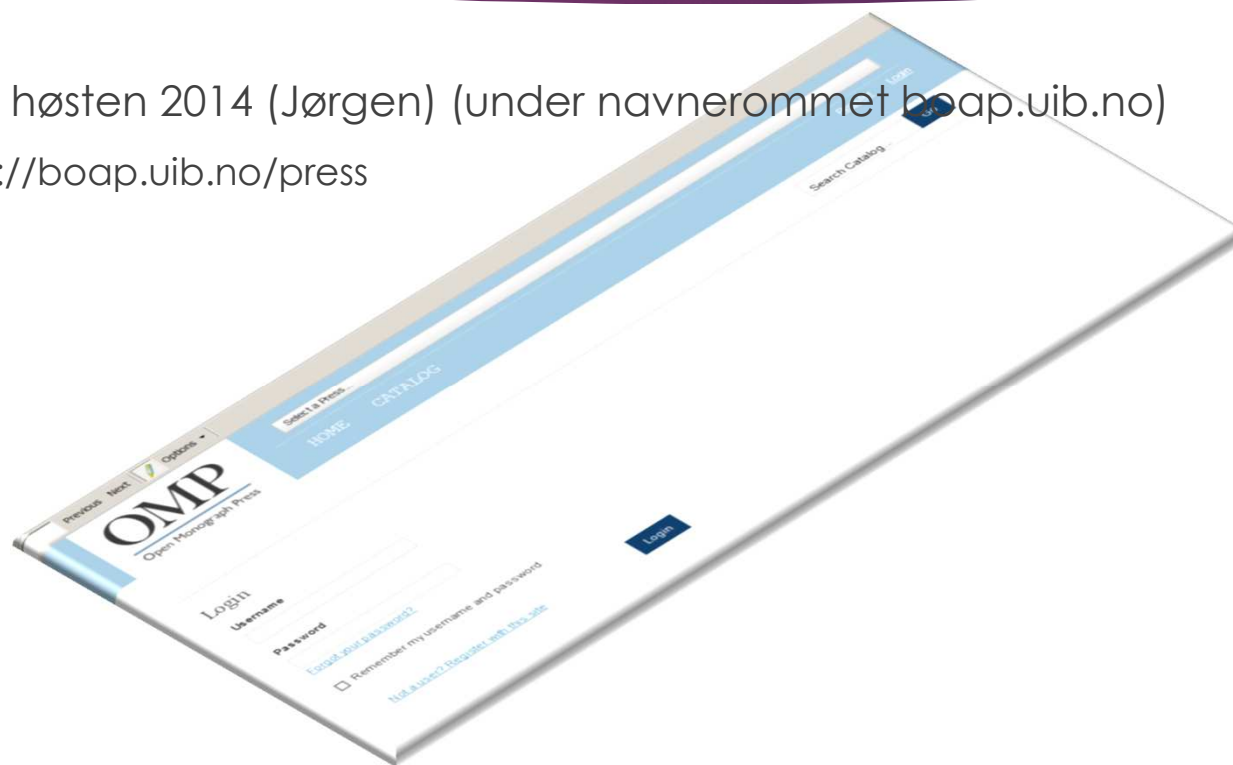 høsten 2014 (Jørgen) (under navnerommet boap.uib.no)
://boap.uib.no/press
Previous Next Options
Select a Press...
Login
HOME CATALOG
Search Catalog...
OMP
Open Monograph Press
Login
Username
Password
Forgot your password?
Remember my username and password
Login
Not a user? Register with this site